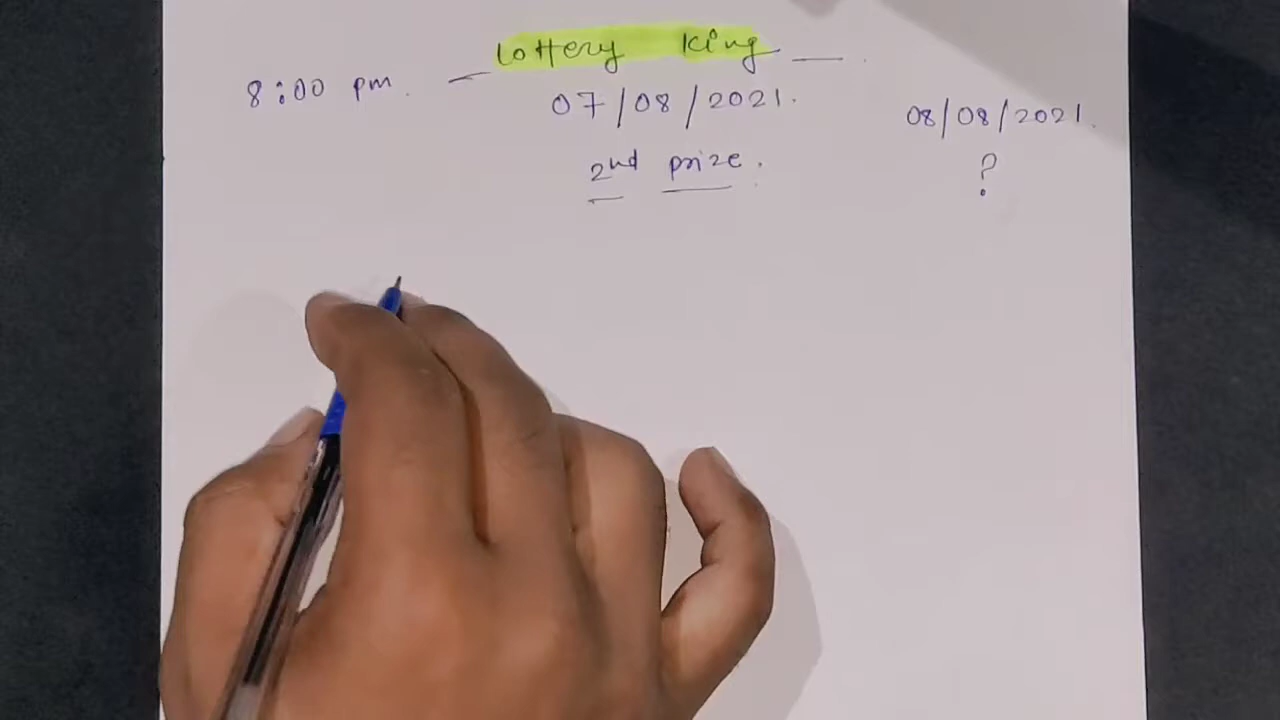 Lottery King
8:00 pm.
07/08/2021.
08/08/2021.
2nd prize.
?